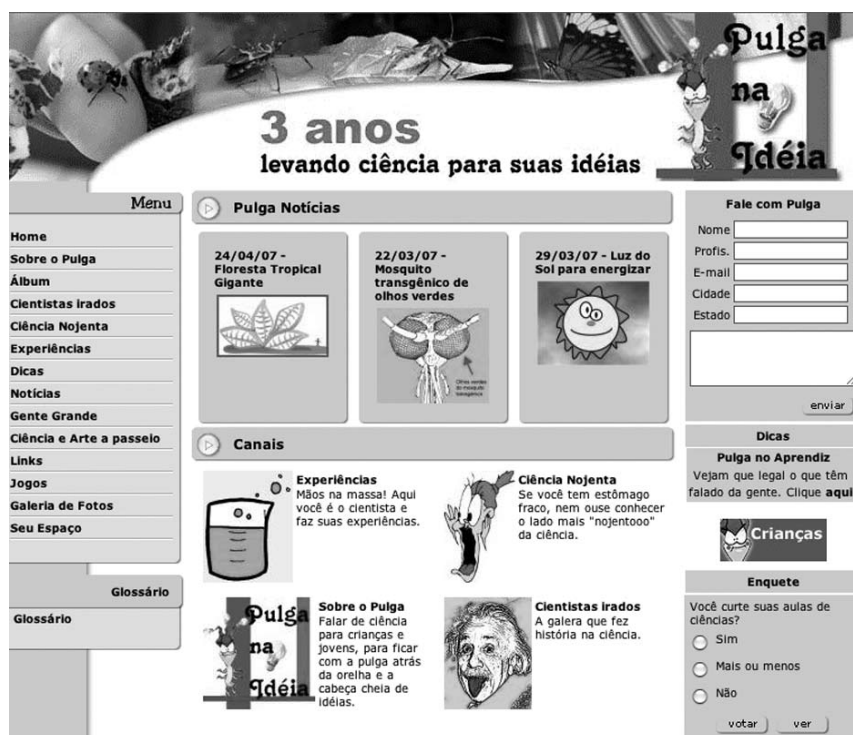 3 anos
levando ciência para suas idéias
Pulga
na
Idéia
Menu
Home
Sobre o Pulga
Álbum
Cientistas irados
Ciência Nojenta
Experiências
Dicas
Notícias
Gente Grande
Ciência e Arte a passeio
Links
Jogos
Galeria de Fotos
Seu Espaço
Glossário
Glossário
Pulga Notícias
24/04/07 -
Floresta Tropical
Gigante
22/03/07 -
Mosquito
transgênico de
olhos verdes
Olhos verdes
do mosquito
transgênico
29/03/07 - Luz do
Sol para energizar
Canais
Experiências
Mãos na massa! Aqui
você é o cientista e
faz suas experiências.
Ciência Nojenta
Se você tem estômago
fraco, nem ouse conhecer
o lado mais "nojentooo"
da ciência.
Pulga
na
Idéia
Sobre o Pulga
Falar de ciência
para crianças e
jovens, para ficar
com a pulga atrás
da orelha e a
cabeça cheia de
idéias.
Cientistas irados
A galera que fez
história na ciência.
Fale com Pulga
Nome
Profis.
E-mail
Cidade
Estado
enviar
Dicas
Pulga no Aprendiz
Vejam que legal o que têm
falado da gente. Clique aqui
Crianças
Enquete
Você curte suas aulas de
ciências?
Sim
Mais ou menos
Não
votar ver